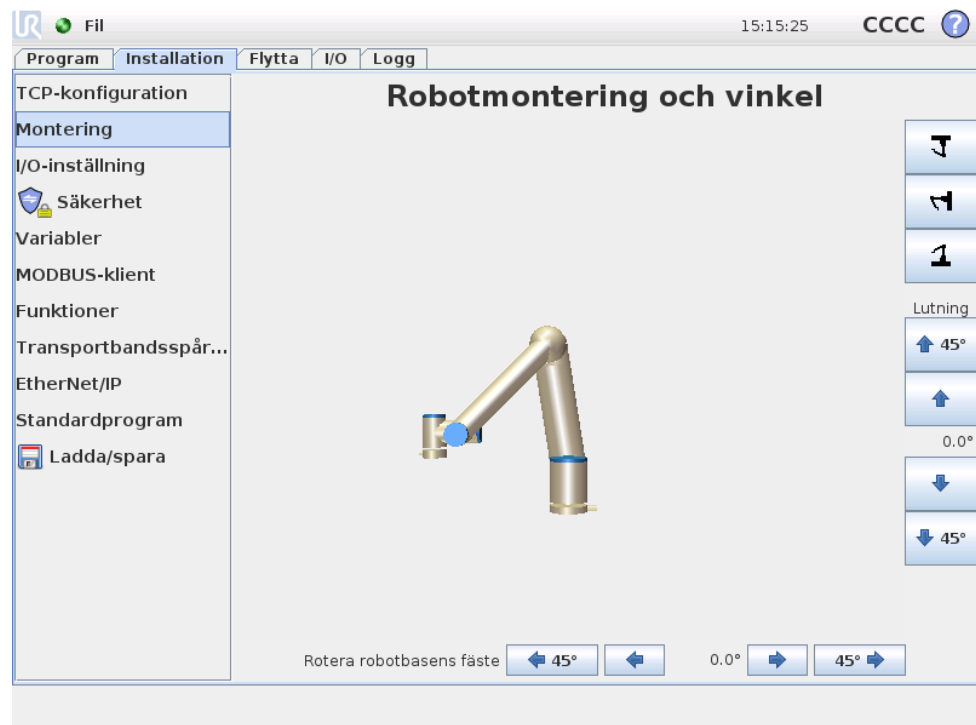 UR Fil 15:15:25 CCCC ?
Program Installation Flytta I/O Logg
TCP-konfiguration
Montering
I/O-inställning
Säkerhet
Variabler
MODBUS-klient
Funktioner
Transportbandsspår...
EtherNet/IP
Standardprogram
Ladda/spara
Robotmontering och vinkel
Lutning
45°
0.0°
45°
Rotera robotbasens fäste 45° 0.0° 45°